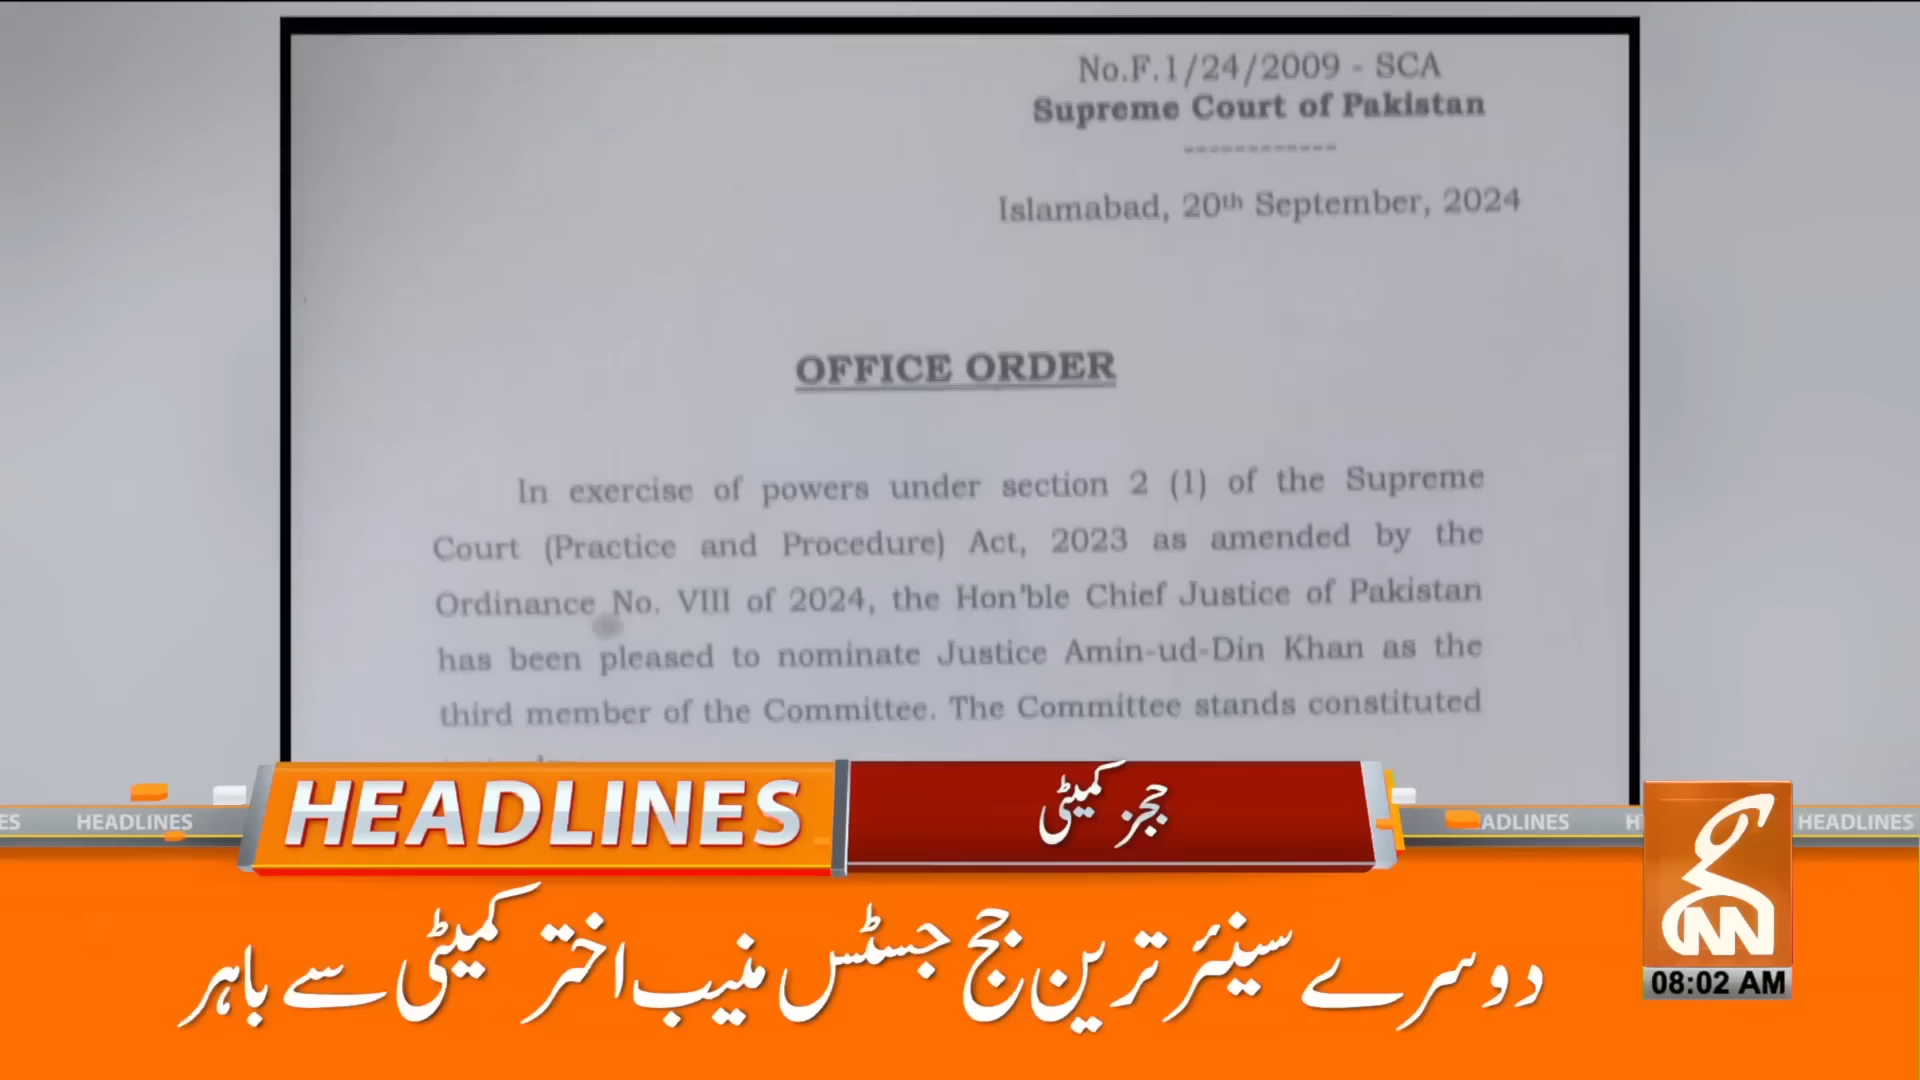 No.F.1/24/2009 - SCA
Supreme Court of Pakistan
------------
Islamabad, 20th September, 2024
OFFICE ORDER
In exercise of powers under section 2 (1) of the Supreme
Court (Practice and Procedure) Act, 2023 as amended by the
Ordinance No. VIII of 2024, the Hon'ble Chief Justice of Pakistan
has been pleased to nominate Justice Amin-ud-Din Khan as the
third member of the Committee. The Committee stands constituted
HEADLINES
ججز کمیٹی
ES HEADLINES
ADLINES H HEADLINES
GNN
08:02 AM
دوسرے سینئر ترین جج جسٹس منیب اختر کمیٹی سے باہر